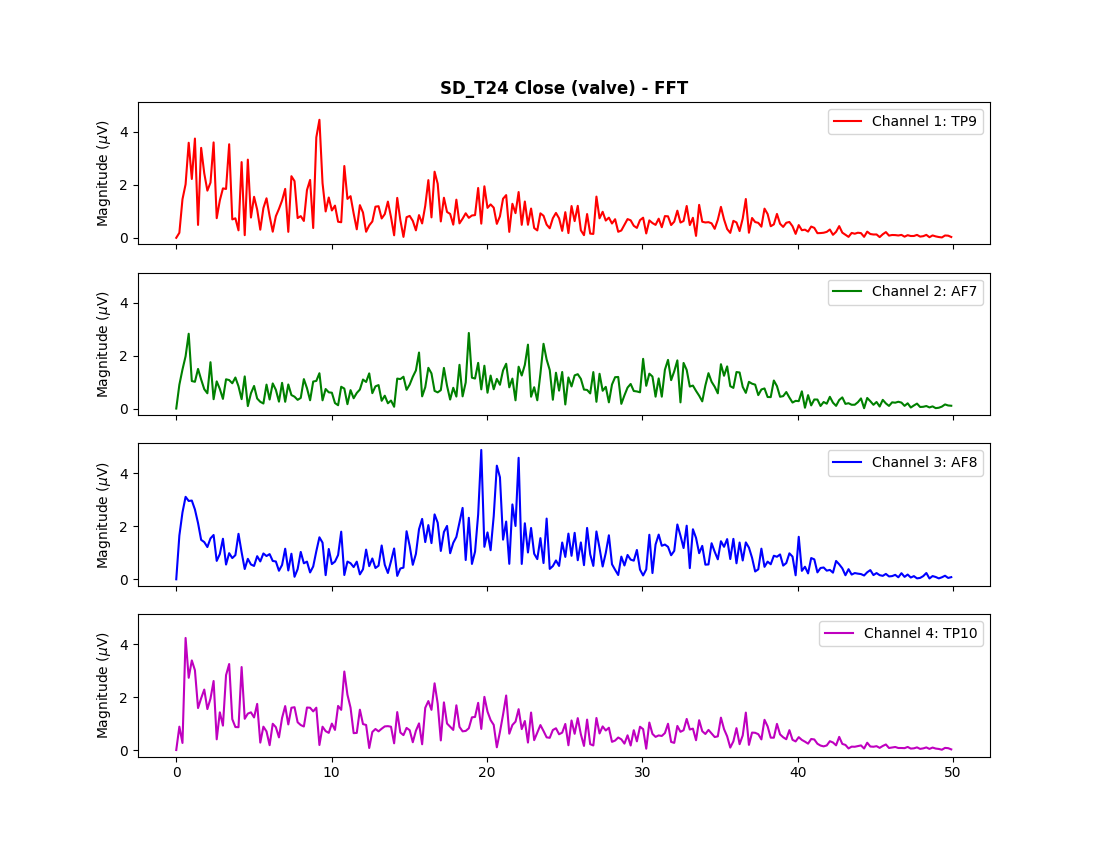 SD_T24 Close (valve) - FFT
Magnitude (μV)
4
2
0
Channel 1: TP9
Magnitude (μV)
4
2
0
Channel 2: AF7
Magnitude (μV)
4
2
0
Channel 3: AF8
Magnitude (μV)
4
2
0
Channel 4: TP10
0 10 20 30 40 50